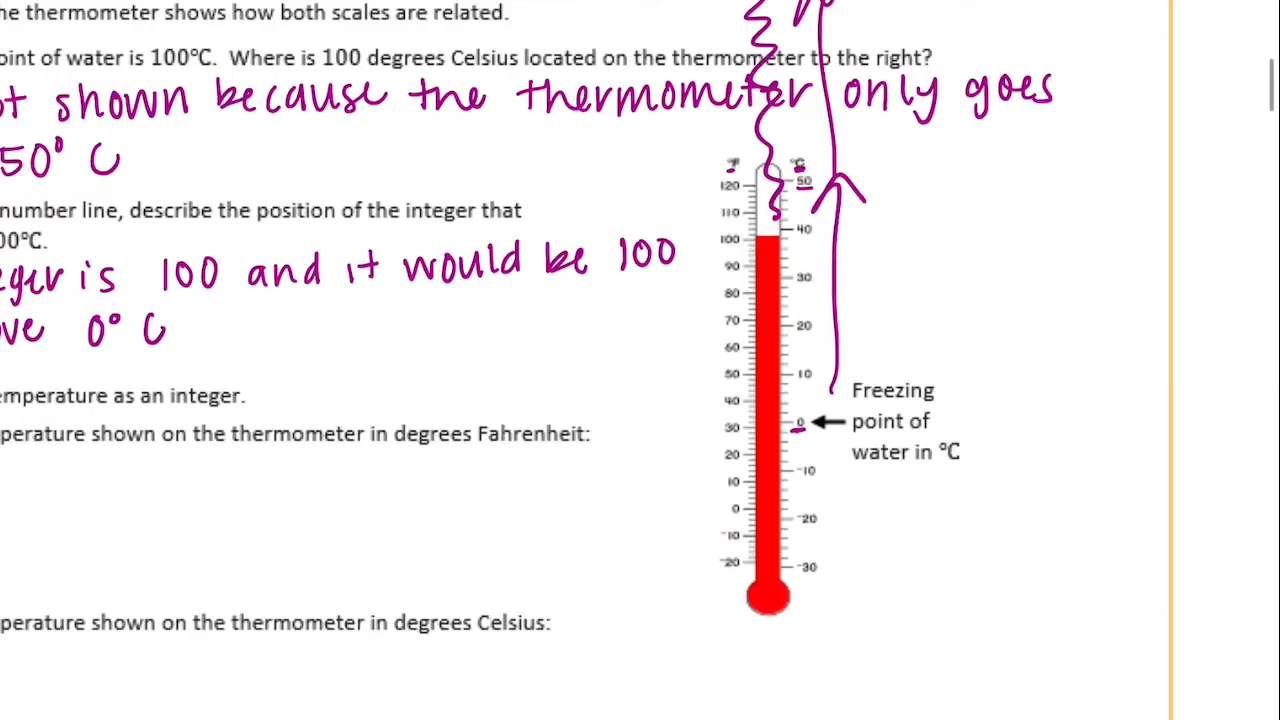 he thermometer shows how both scales are related.
oint of water is 100°C. Where is 100 degrees Celsius located on the thermometer to the right?
ot shown because the thermometer only goes
50° C
number line, describe the position of the integer that
00°C.
eger is 100 and it would be 100
ove 0° C
emperature as an integer.
perature shown on the thermometer in degrees Fahrenheit:
perature shown on the thermometer in degrees Celsius:
°F °C
120 50
110
100 40
90
80 30
70
60 20
50 10
40
30 0
20
10 -10
0
-10 -20
-20 -30
Freezing
point of
water in °C